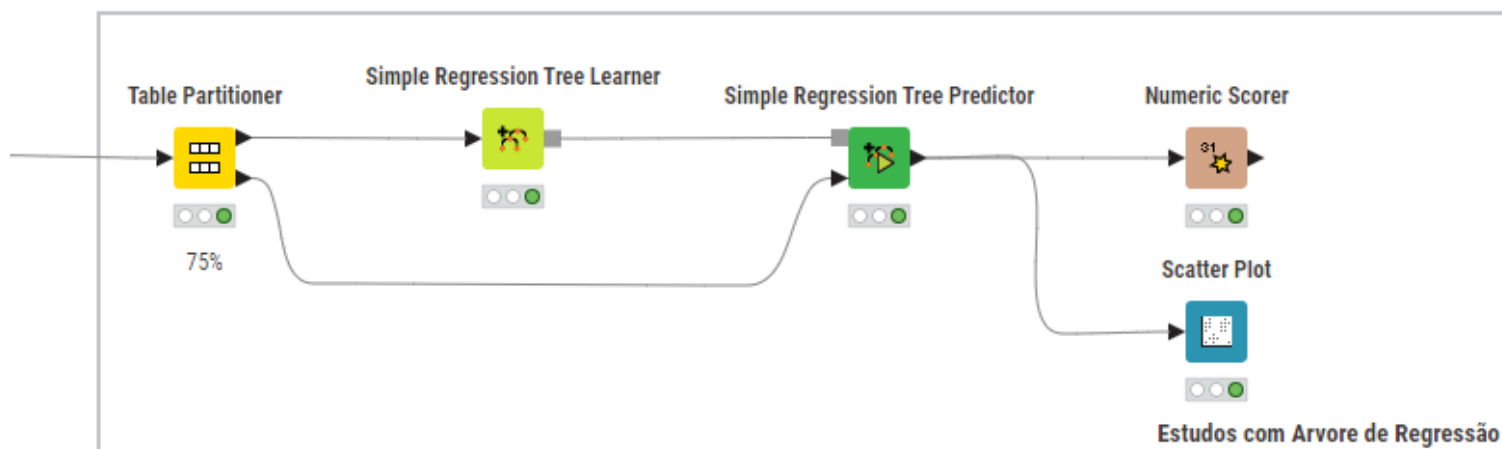 Simple Regression Tree Learner
Table Partitioner
Simple Regression Tree Predictor
Numeric Scorer
31
75%
Scatter Plot
Estudos com Arvore de Regressão